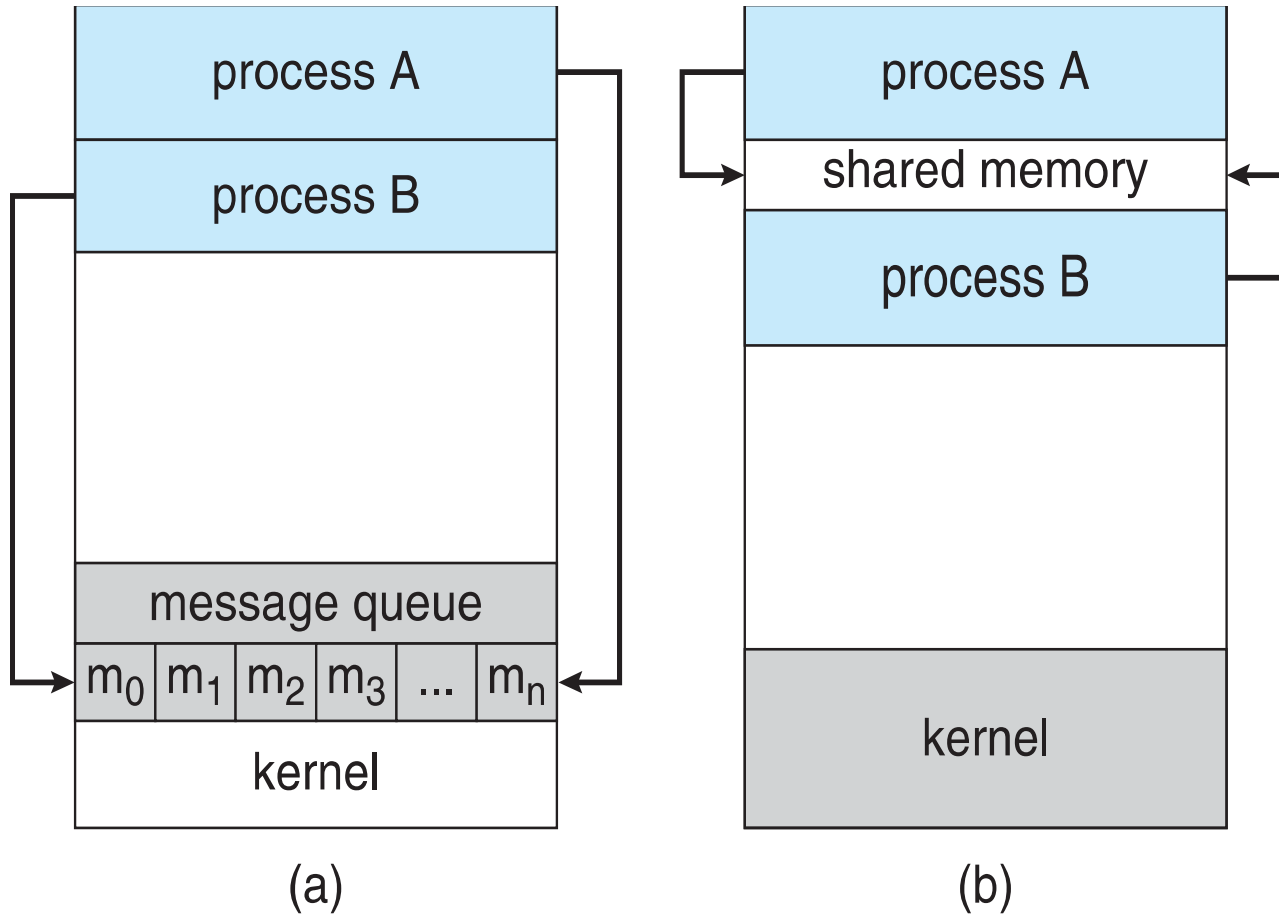 process A
process B
message queue
m0 m1 m2 m3 ... mn
kernel
(a)
process A
shared memory
process B
kernel
(b)